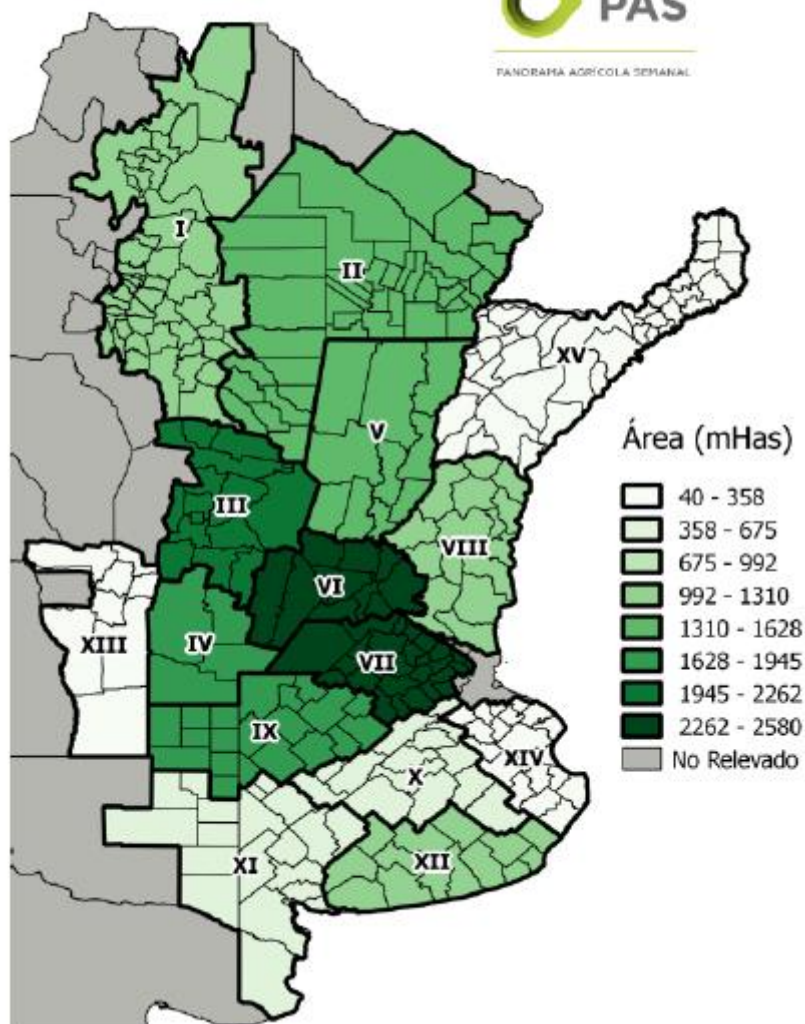 PAS
PANORAMA AGRÍCOLA SEMANAL
I
II
XV
V
III
VIII
VI
XIII
IV
VII
IX
XIV
X
XI
XII
Área (mHas)
40 - 358
358 - 675
675 - 992
992 - 1310
1310 - 1628
1628 - 1945
1945 - 2262
2262 - 2580
No Relevado